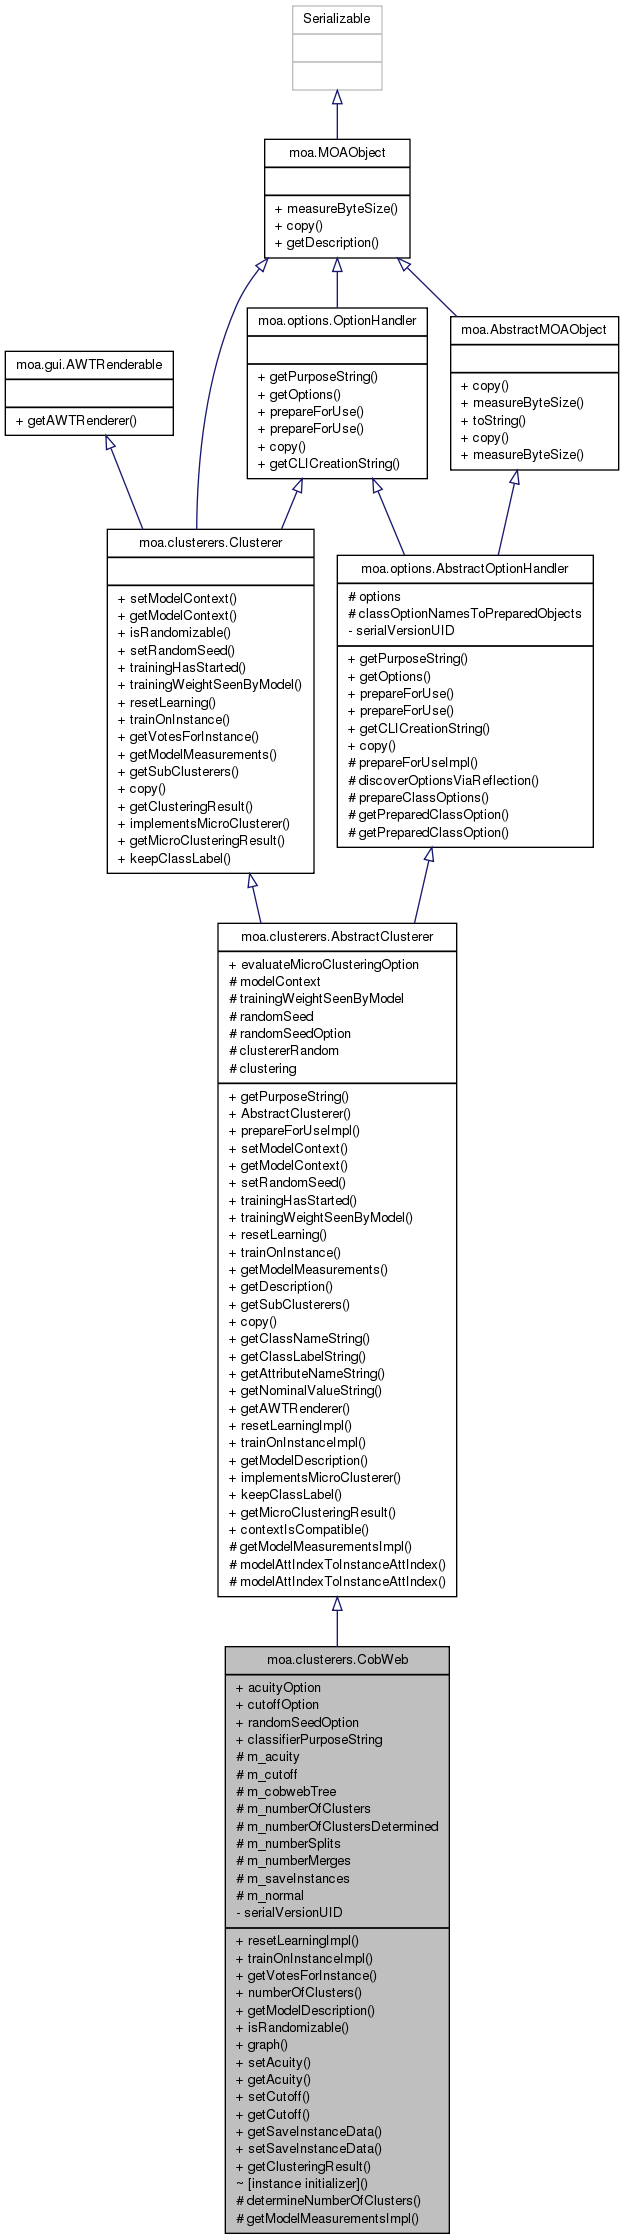 Serializable
moa.MOAObject
+ measureByteSize()
+ copy()
+ getDescription()
moa.options.OptionHandler
+ getPurposeString()
+ getOptions()
+ prepareForUse()
+ prepareForUse()
+ copy()
+ getCLICreationString()
moa.AbstractMOAObject
+ copy()
+ measureByteSize()
+ toString()
+ copy()
+ measureByteSize()
moa.gui.AWTRenderable
+ getAWTRenderer()
moa.clusterers.Clusterer
+ setModelContext()
+ getModelContext()
+ isRandomizable()
+ setRandomSeed()
+ trainingHasStarted()
+ trainingWeightSeenByModel()
+ resetLearning()
+ trainOnInstance()
+ getVotesForInstance()
+ getModelMeasurements()
+ getSubClusterers()
+ copy()
+ getClusteringResult()
+ implementsMicroClusterer()
+ getMicroClusteringResult()
+ keepClassLabel()
moa.options.AbstractOptionHandler
# options
# classOptionNamesToPreparedObjects
- serialVersionUID
+ getPurposeString()
+ getOptions()
+ prepareForUse()
+ prepareForUse()
+ getCLICreationString()
+ copy()
# prepareForUseImpl()
# discoverOptionsViaReflection()
# prepareClassOptions()
# getPreparedClassOption()
# getPreparedClassOption()
moa.clusterers.AbstractClusterer
+ evaluateMicroClusteringOption
# modelContext
# trainingWeightSeenByModel
# randomSeed
# randomSeedOption
# clustererRandom
# clustering
+ getPurposeString()
+ AbstractClusterer()
+ prepareForUseImpl()
+ setModelContext()
+ getModelContext()
+ setRandomSeed()
+ trainingHasStarted()
+ trainingWeightSeenByModel()
+ resetLearning()
+ trainOnInstance()
+ getModelMeasurements()
+ getDescription()
+ getSubClusterers()
+ copy()
+ getClassNameString()
+ getClassLabelString()
+ getAttributeNameString()
+ getNominalValueString()
+ getAWTRenderer()
+ resetLearningImpl()
+ trainOnInstanceImpl()
+ getModelDescription()
+ implementsMicroClusterer()
+ keepClassLabel()
+ getMicroClusteringResult()
+ contextIsCompatible()
# getModelMeasurementsImpl()
# modelAttIndexToInstanceAttIndex()
# modelAttIndexToInstanceAttIndex()
moa.clusterers.CobWeb
+ acuityOption
+ cutoffOption
+ randomSeedOption
+ classifierPurposeString
# m_acuity
# m_cutoff
# m_cobwebTree
# m_numberOfClusters
# m_numberOfClustersDetermined
# m_numberSplits
# m_numberMerges
# m_saveInstances
# m_normal
- serialVersionUID
+ resetLearningImpl()
+ trainOnInstanceImpl()
+ getVotesForInstance()
+ numberOfClusters()
+ getModelDescription()
+ isRandomizable()
+ graph()
+ setAcuity()
+ getAcuity()
+ setCutoff()
+ getCutoff()
+ getSaveInstanceData()
+ setSaveInstanceData()
+ getClusteringResult()
~ [instance initializer]()
# determineNumberOfClusters()
# getModelMeasurementsImpl()